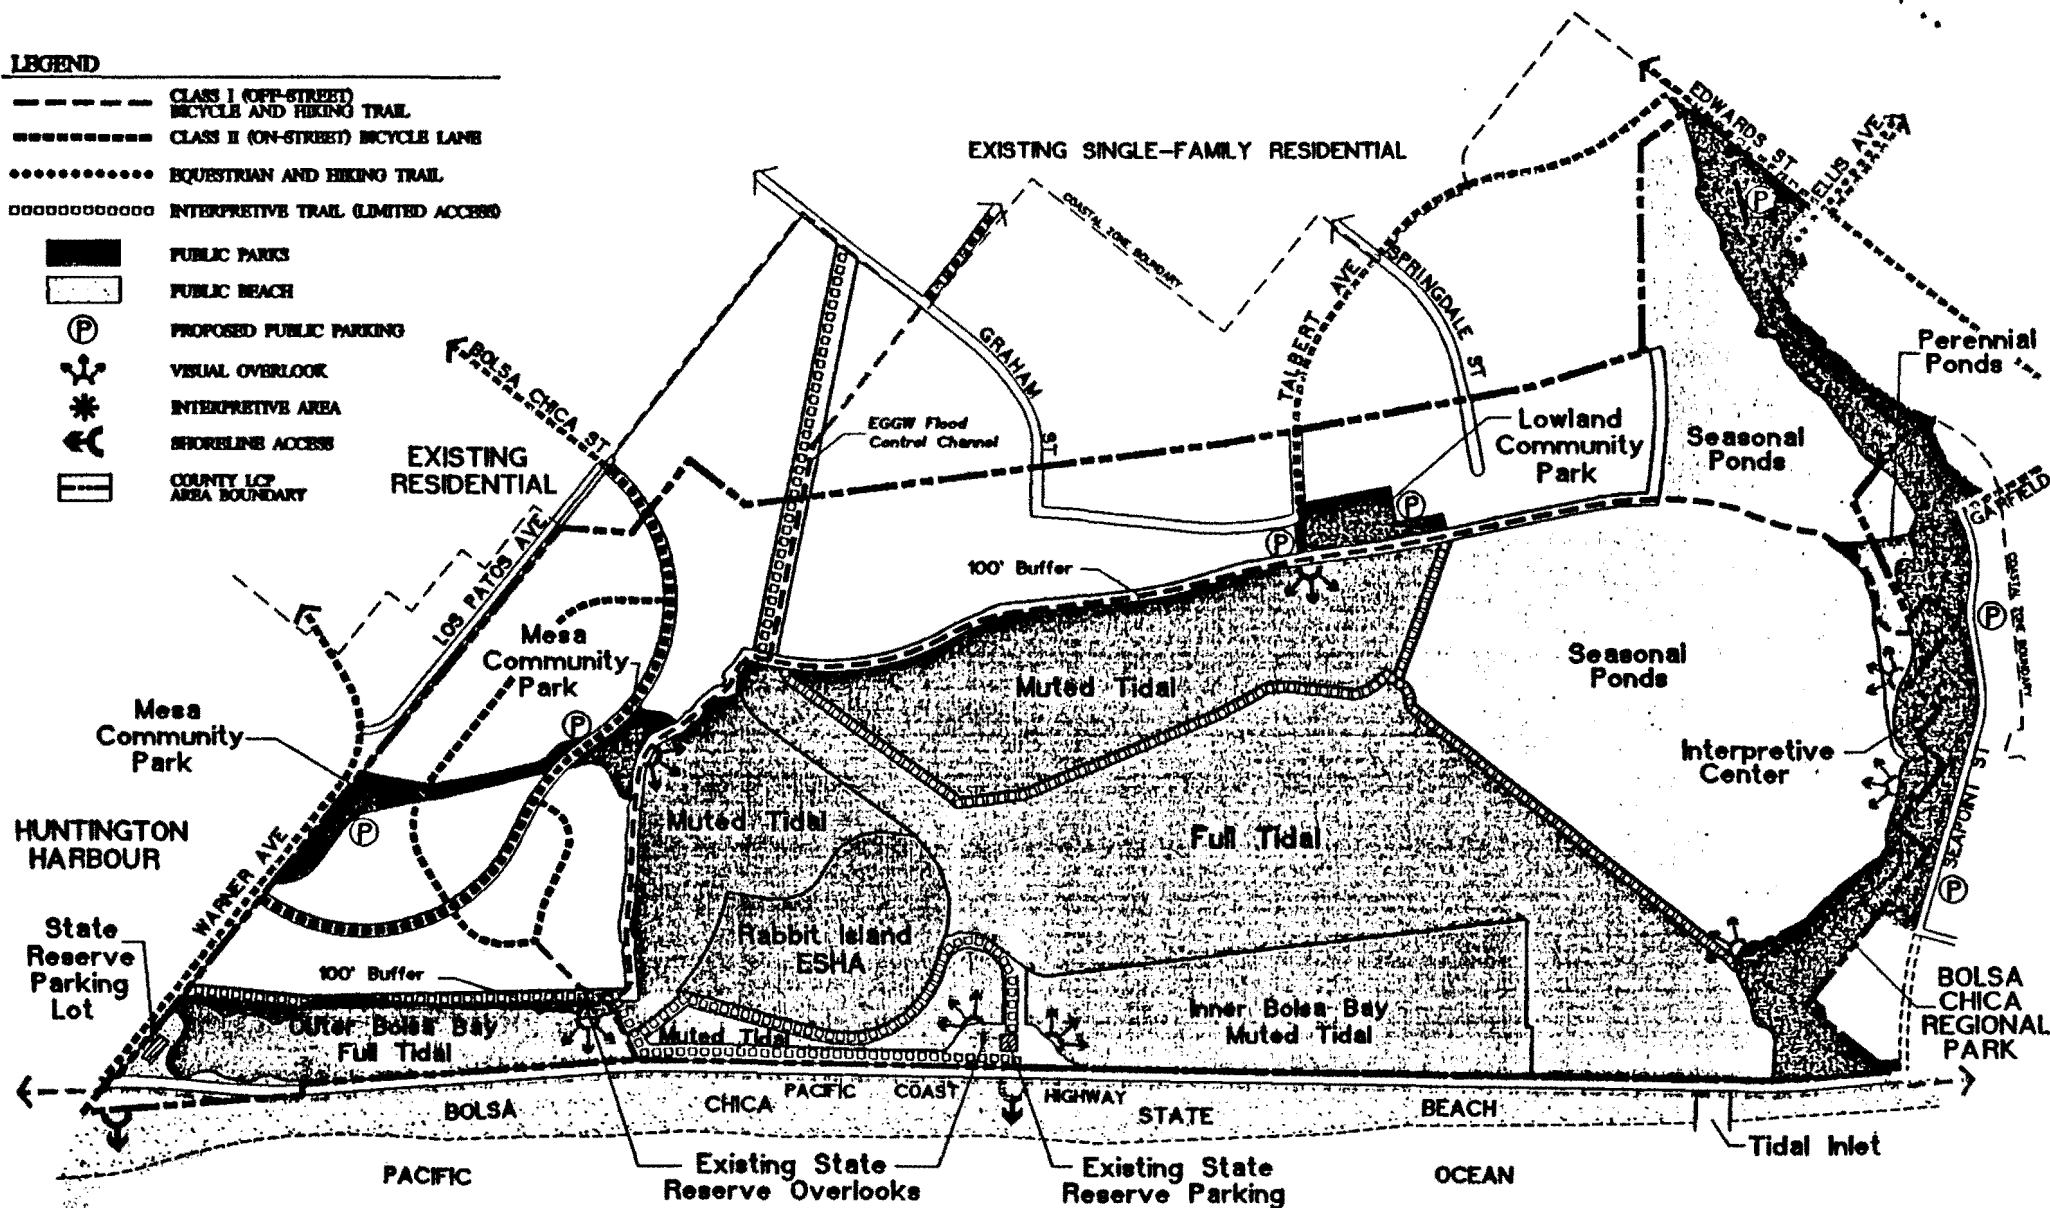 LEGEND
CLASS I (OFF-STREET)
BICYCLE AND HIKING TRAIL
CLASS II (ON-STREET) BICYCLE LANE
EQUESTRIAN AND HIKING TRAIL
INTERPRETIVE TRAIL (LIMITED ACCESS)
PUBLIC PARKS
PUBLIC BEACH
P PROPOSED PUBLIC PARKING
VISUAL OVERLOOK
INTERPRETIVE AREA
SHORELINE ACCESS
COUNTY LCP
AREA BOUNDARY
EXISTING SINGLE-FAMILY RESIDENTIAL
EDWARDS ST
ELLIS AVE
P
COASTAL ZONE BOUNDARY
TALBERT AVE
SPRINGDALE ST
GRAHAM ST
BOLSA CHICA ST
EXISTING
RESIDENTIAL
EGGW Flood
Control Channel
Perennial
Ponds
Lowland
Community
Park
Seasonal
Ponds
GARFIELD
COASTAL ZONE BOUNDARY
LOS PATOS AVE
P
P
100' Buffer
P
Mesa
Community
Park
Muted Tidal
Seasonal
Ponds
Mesa
Community
Park
P
Interpretive
Center
SEAPOINT ST
HUNTINGTON
HARBOUR
P
Muted Tidal
Full Tidal
WARNER AVE
P
State
Reserve
Parking
Lot
Rabbit Island
ESHA
100' Buffer
Outer Bolsa Bay
Full Tidal
Muted Tidal
Inner Bolsa Bay
Muted Tidal
BOLSA
CHICA
REGIONAL
PARK
PACIFIC COAST HIGHWAY
BOLSA CHICA STATE BEACH
Tidal Inlet
PACIFIC OCEAN
Existing State
Reserve Overlooks
Existing State
Reserve Parking